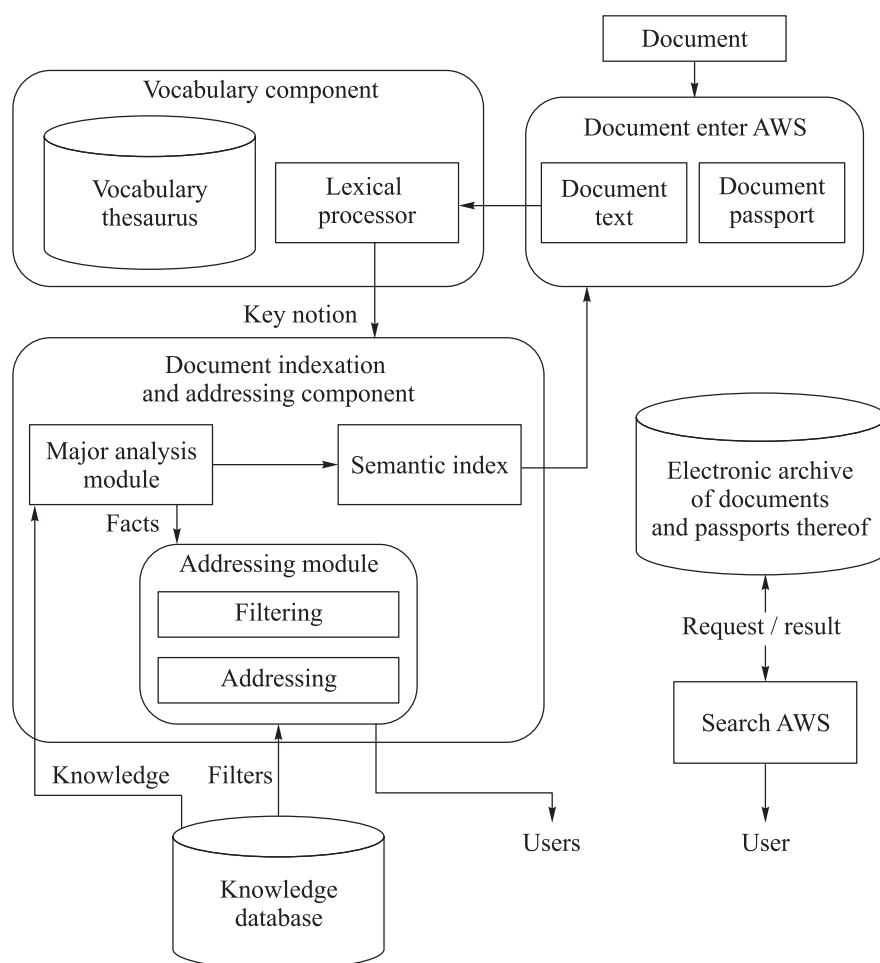 Document
Vocabulary component
Document enter AWS
Vocabulary
thesaurus
Lexical
processor
Document
text
Document
passport
Key notion
Document indexation
and addressing component
Major analysis
module
Semantic index
Electronic archive
of documents
and passports thereof
Facts
Addressing module
Filtering
Addressing
Request / result
Search AWS
Knowledge
Filters
Users
User
Knowledge
database